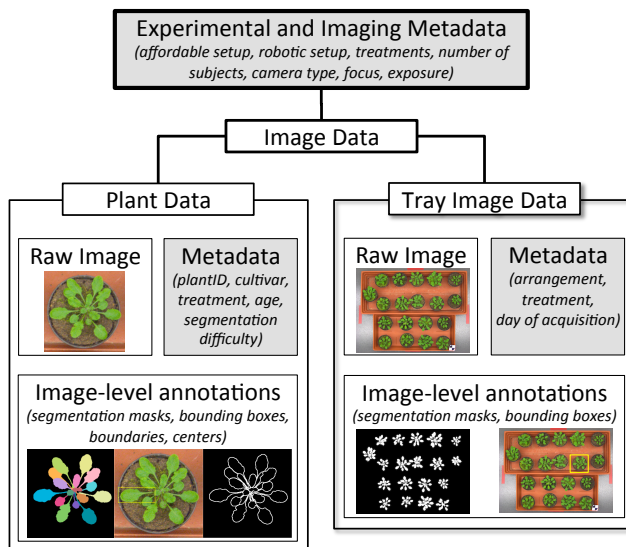 Experimental and Imaging Metadata
(affordable setup, robotic setup, treatments, number of
subjects, camera type, focus, exposure)
Image Data
Plant Data
Raw Image
Metadata
(plantID, cultivar,
treatment, age,
segmentation
difficulty)
Image-level annotations
(segmentation masks, bounding boxes,
boundaries, centers)
Tray Image Data
Raw Image
Metadata
(arrangement,
treatment,
day of acquisition)
Image-level annotations
(segmentation masks, bounding boxes)